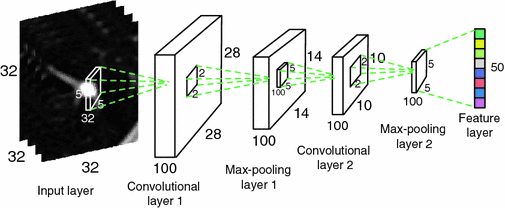 32
5
5
32
32
32
Input layer
2
2
28
28
100
Convolutional
layer 1
5
5
100
14
14
100
Max-pooling
layer 1
2
2
10
10
100
Convolutional
layer 2
5
5
100
Max-pooling
layer 2
50
Feature
layer